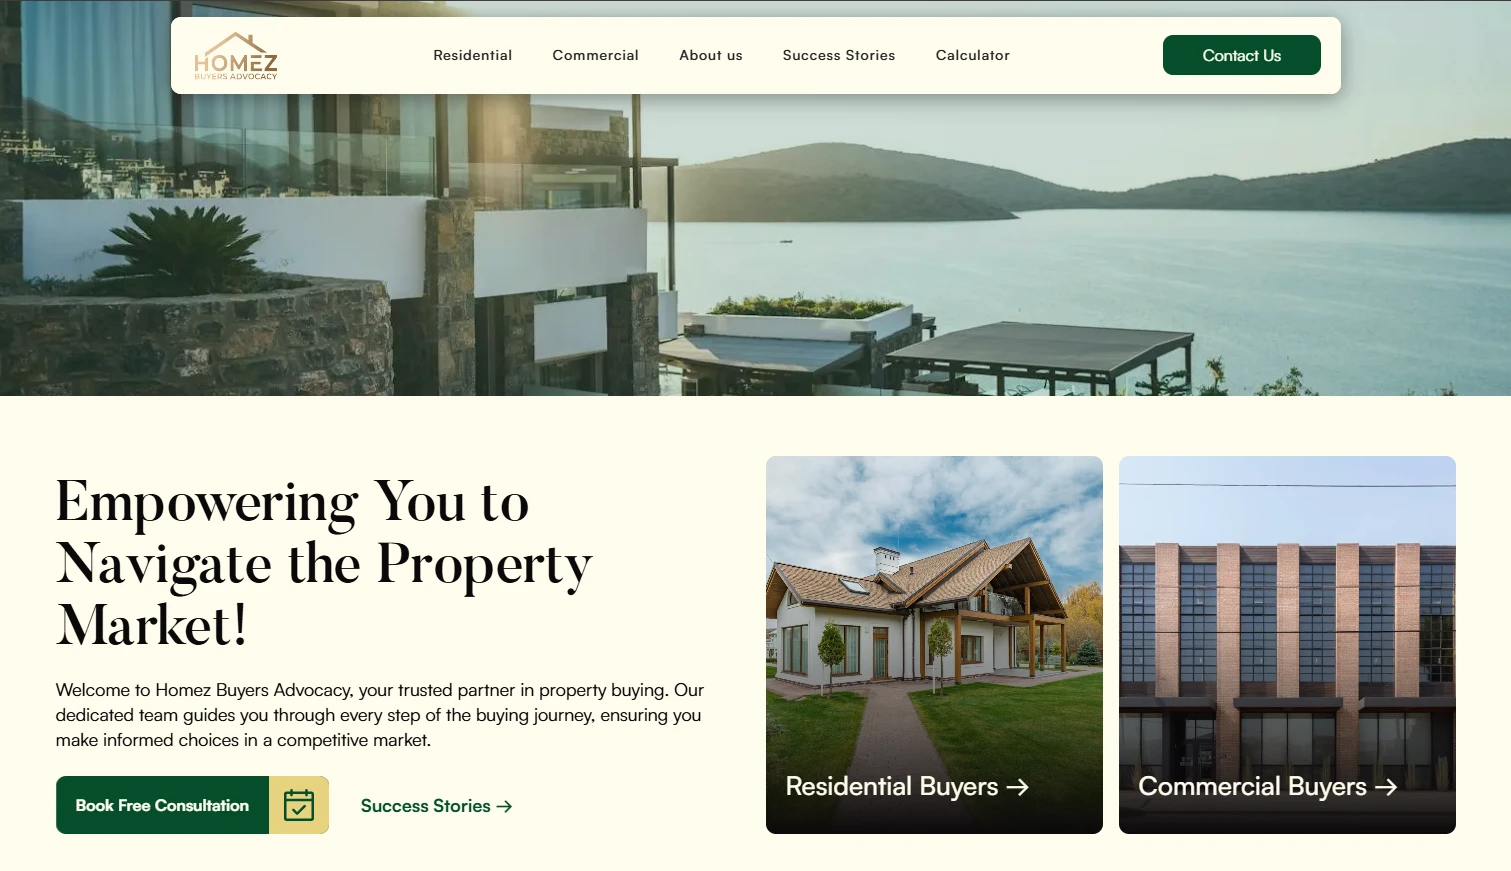 HOMEZ
BUYERS ADVOCACY
Residential
Commercial
About us
Success Stories
Calculator
Contact Us
Empowering You to
Navigate the Property
Market!
Welcome to Homez Buyers Advocacy, your trusted partner in property buying. Our
dedicated team guides you through every step of the buying journey, ensuring you
make informed choices in a competitive market.
Book Free Consultation
Success Stories →
Residential Buyers →
Commercial Buyers →